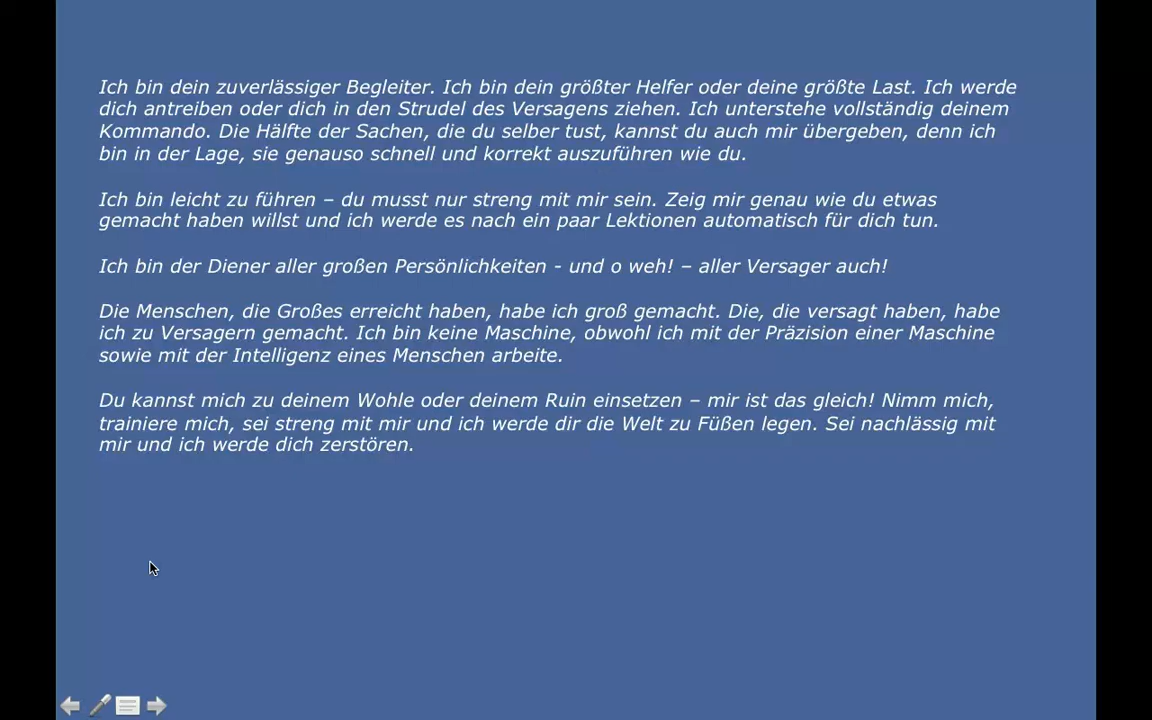 Ich bin dein zuverlässiger Begleiter. Ich bin dein größter Helfer oder deine größte Last. Ich werde
dich antreiben oder dich in den Strudel des Versagens ziehen. Ich unterstehe vollständig deinem
Kommando. Die Hälfte der Sachen, die du selber tust, kannst du auch mir übergeben, denn ich
bin in der Lage, sie genauso schnell und korrekt auszuführen wie du.
Ich bin leicht zu führen – du musst nur streng mit mir sein. Zeig mir genau wie du etwas
gemacht haben willst und ich werde es nach ein paar Lektionen automatisch für dich tun.
Ich bin der Diener aller großen Persönlichkeiten - und o weh! – aller Versager auch!
Die Menschen, die Großes erreicht haben, habe ich groß gemacht. Die, die versagt haben, habe
ich zu Versagern gemacht. Ich bin keine Maschine, obwohl ich mit der Präzision einer Maschine
sowie mit der Intelligenz eines Menschen arbeite.
Du kannst mich zu deinem Wohle oder deinem Ruin einsetzen – mir ist das gleich! Nimm mich,
trainiere mich, sei streng mit mir und ich werde dir die Welt zu Füßen legen. Sei nachlässig mit
mir und ich werde dich zerstören.